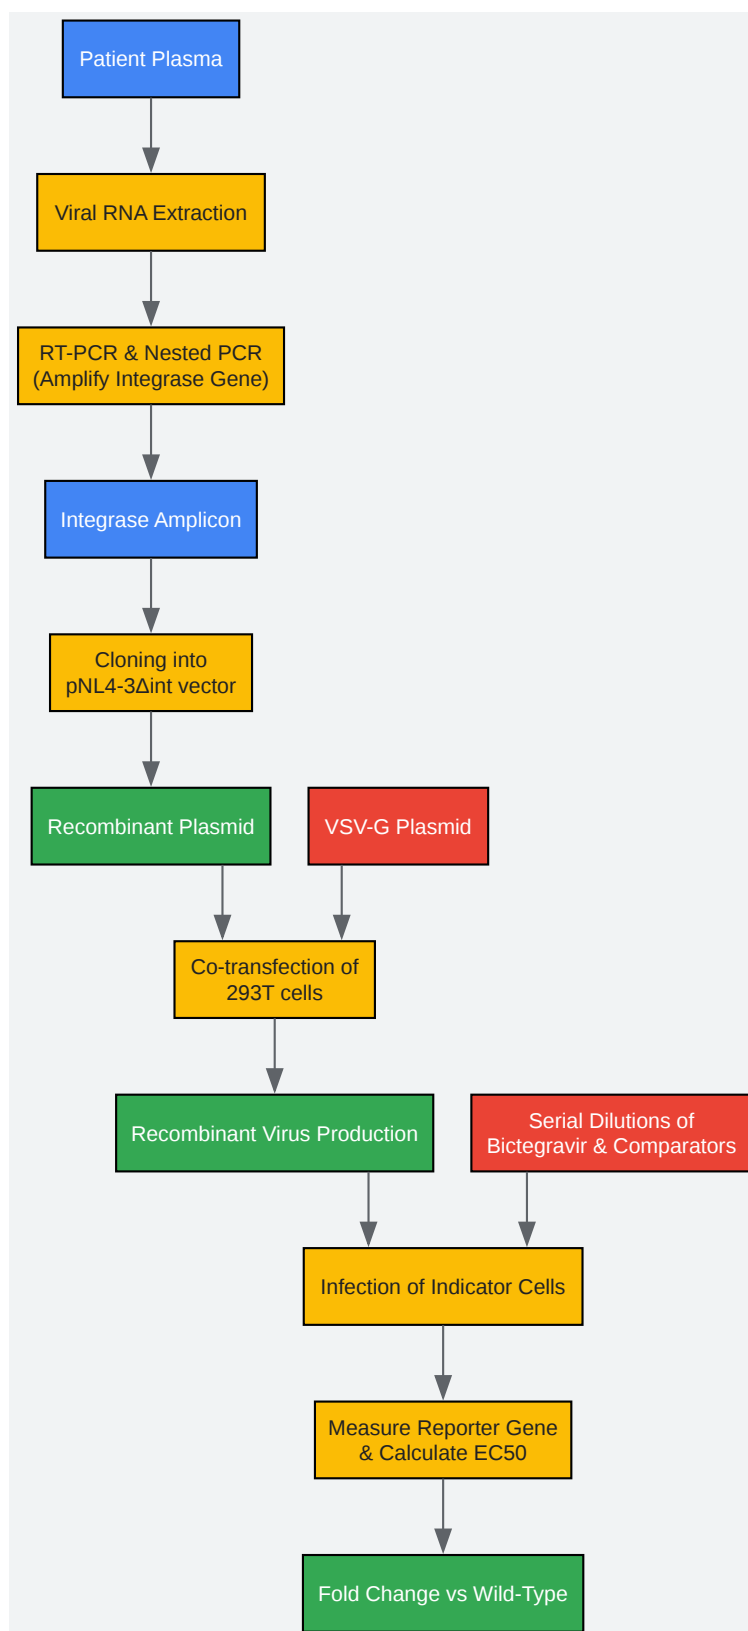 Patient Plasma
Viral RNA Extraction
RT-PCR & Nested PCR
(Amplify Integrase Gene)
Integrase Amplicon
Cloning into
pNL4-3Δint vector
Recombinant Plasmid
VSV-G Plasmid
Co-transfection of
293T cells
Recombinant Virus Production
Serial Dilutions of
Bictegravir & Comparators
Infection of Indicator Cells
Measure Reporter Gene
& Calculate EC50
Fold Change vs Wild-Type